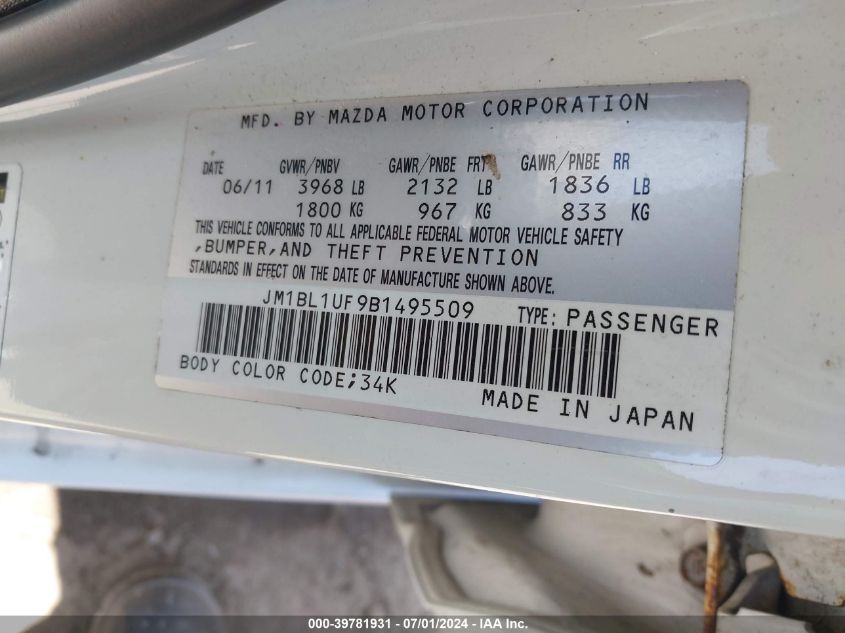 MFD. BY MAZDA MOTOR CORPORATION
DATE GVWR/PNBV GAWR/PNBE FRT GAWR/PNBE RR
06/11 3968 LB 2132 LB 1836 LB
1800 KG 967 KG 833 KG
THIS VEHICLE CONFORMS TO ALL APPLICABLE FEDERAL MOTOR VEHICLE SAFETY
,BUMPER,AND THEFT PREVENTION
STANDARDS IN EFFECT ON THE DATE OF MANUFACTURE SHOWN ABOVE.
JM1BL1UF9B1495509 TYPE: PASSENGER
BODY COLOR CODE;34K
MADE IN JAPAN
000-39781931 - 07/01/2024 - IAA Inc.